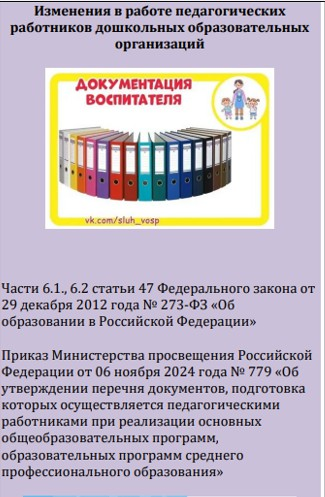 Изменения в работе педагогических
работников дошкольных образовательных
организаций
ДОКУМЕНТАЦИЯ
ВОСПИТАТЕЛЯ
vk.com/sluh_vosp
Части 6.1., 6.2 статьи 47 Федерального закона от
29 декабря 2012 года № 273-ФЗ «Об
образовании в Российской Федерации»
Приказ Министерства просвещения Российской
Федерации от 06 ноября 2024 года № 779 «Об
утверждении перечня документов, подготовка
которых осуществляется педагогическими
работниками при реализации основных
общеобразовательных программ,
образовательных программ среднего
профессионального образования»